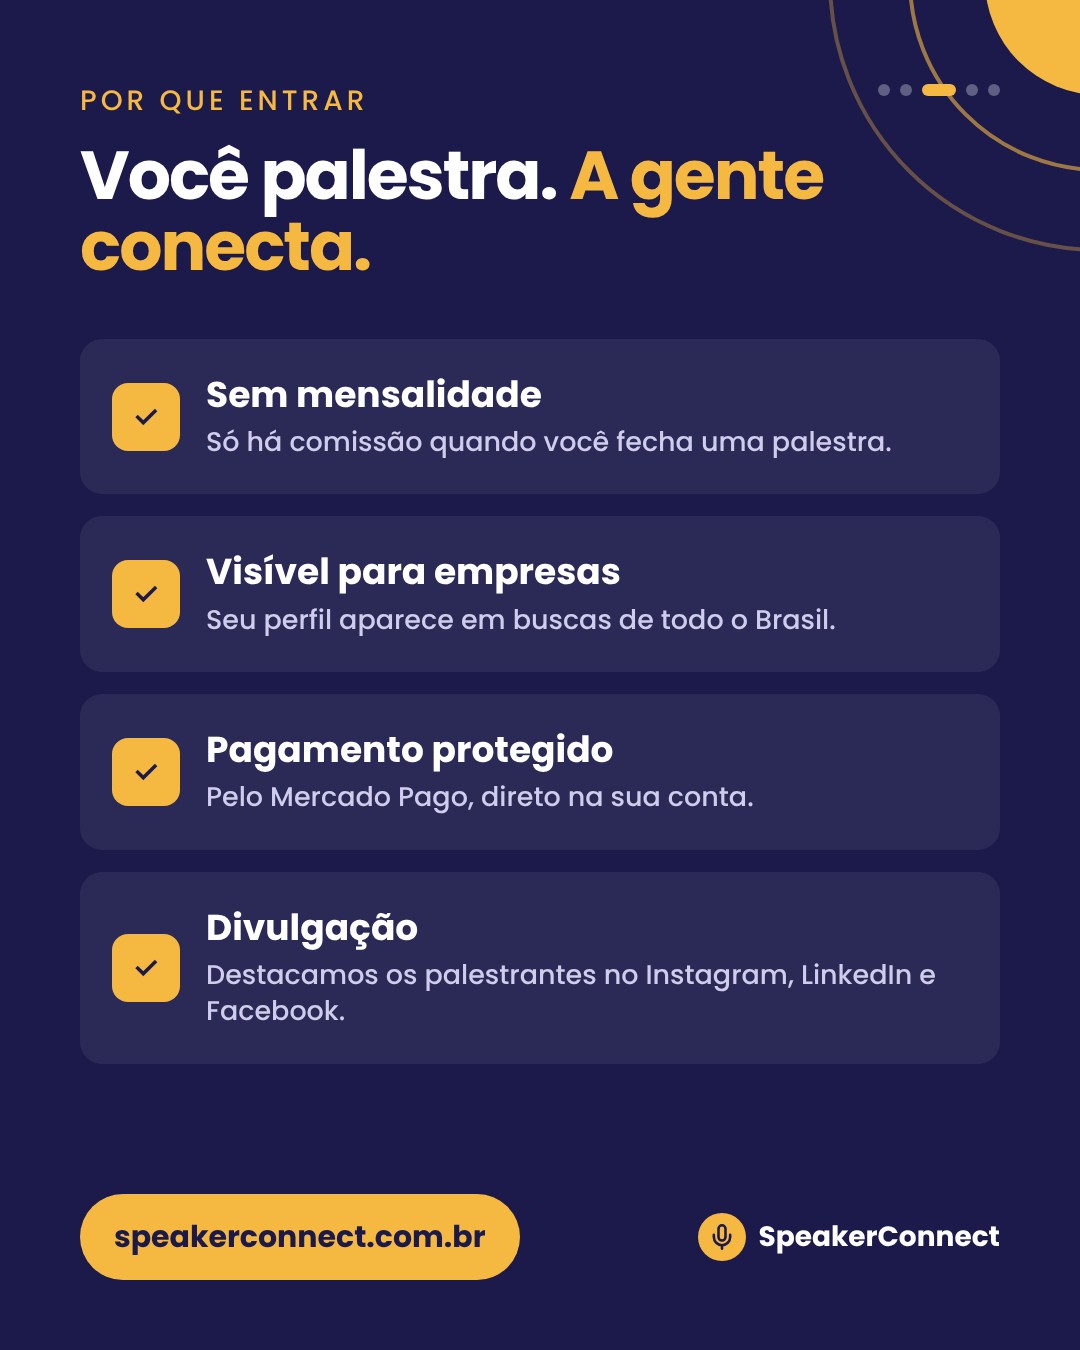 POR QUE ENTRAR
Você palestra. A gente
conecta.
Sem mensalidade
Só há comissão quando você fecha uma palestra.
Visível para empresas
Seu perfil aparece em buscas de todo o Brasil.
Pagamento protegido
Pelo Mercado Pago, direto na sua conta.
Divulgação
Destacamos os palestrantes no Instagram, LinkedIn e
Facebook.
speakerconnect.com.br
SpeakerConnect